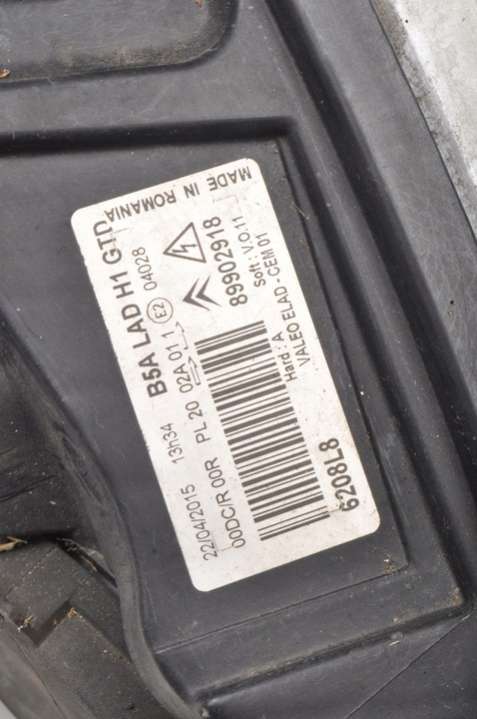 B5A LAD H1 GTD
MADE IN ROMANIA
E2 04028
89902918
22/04/2015 13h34
00DC/R 00R PL 20 02A 01 1
Soft : V.0.11
Hard : A
VALEO ELAD - CEM 01
6208L8